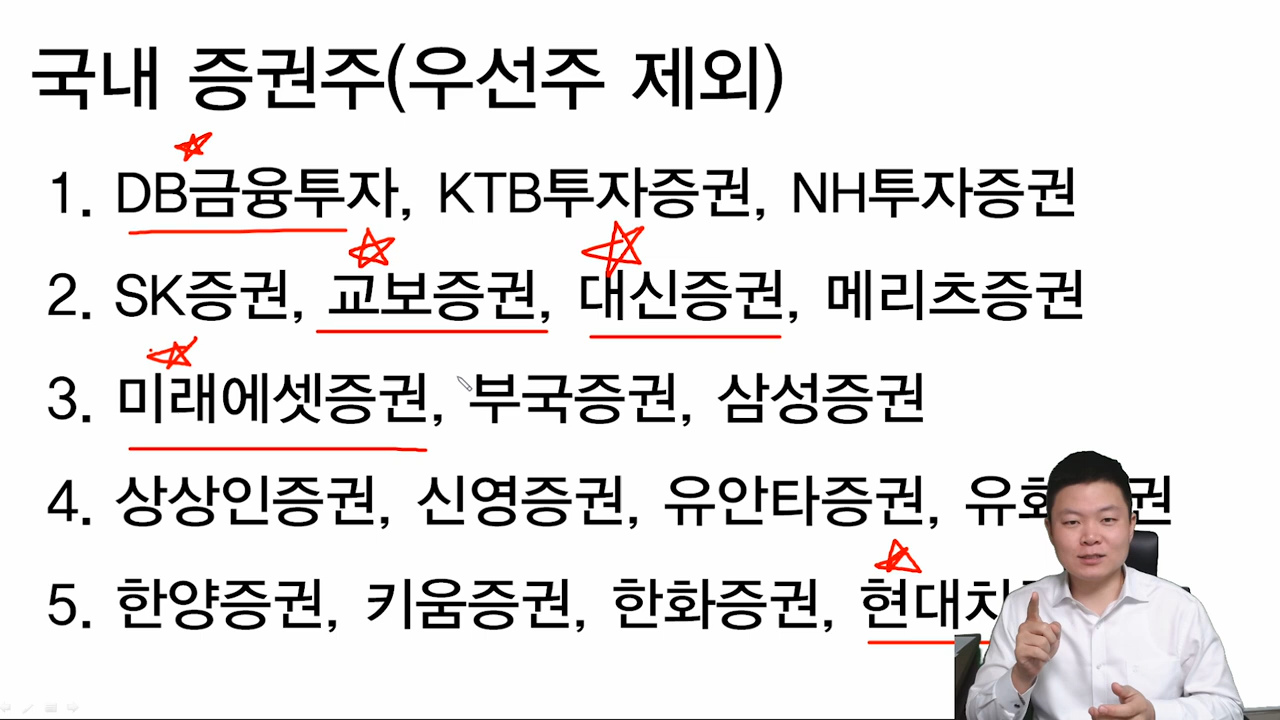 국내 증권주(우선주 제외)
1. DB금융투자, KTB투자증권, NH투자증권
2. SK증권, 교보증권, 대신증권, 메리츠증권
3. 미래에셋증권, 부국증권, 삼성증권
4. 상상인증권, 신영증권, 유안타증권,
5. 한양증권, 키움증권, 한화증권,